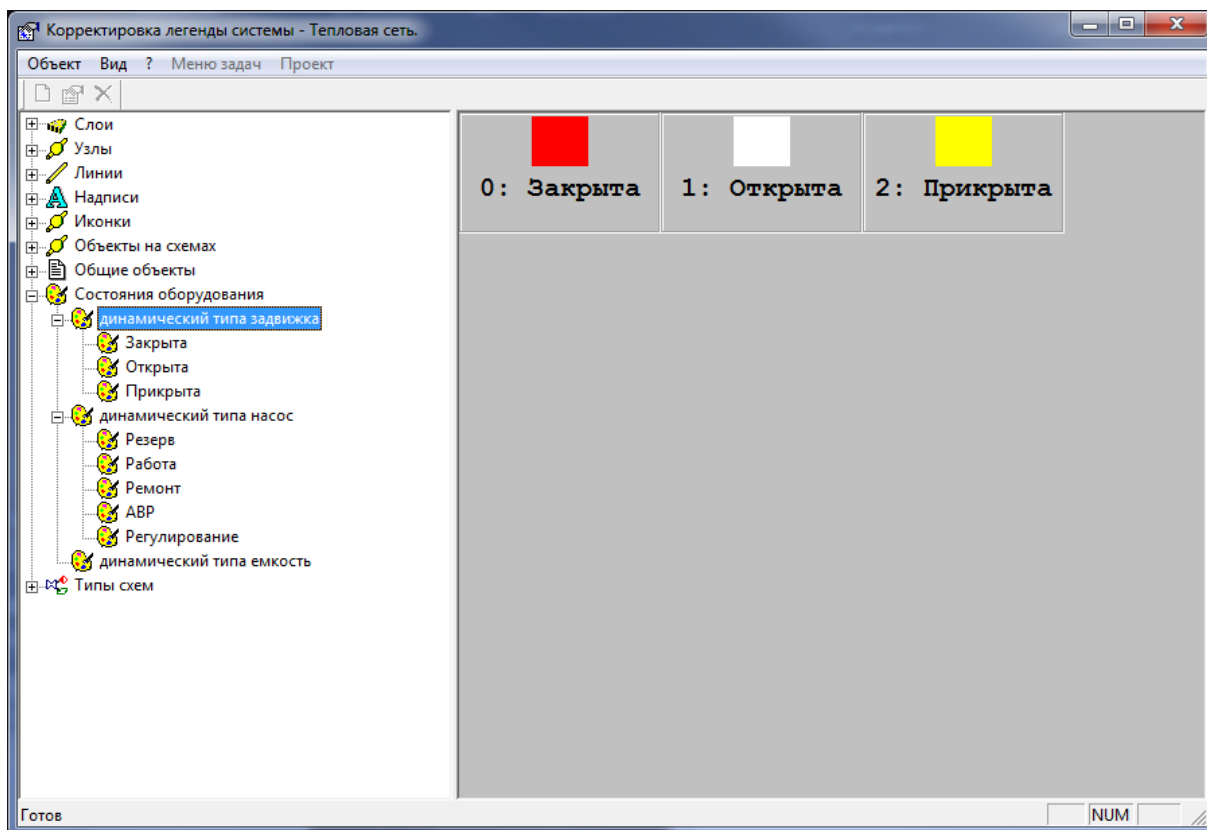 Корректировка легенды системы - Тепловая сеть.
Объект Вид ? Меню задач Проект
Слои
Узлы
Линии
Надписи
Иконки
Объекты на схемах
Общие объекты
Состояния оборудования
динамический типа задвижка
Закрыта
Открыта
Прикрыта
динамический типа насос
Резерв
Работа
Ремонт
АВР
Регулирование
динамический типа емкость
Типы схем
0: Закрыта 1: Открыта 2: Прикрыта
Готов NUM